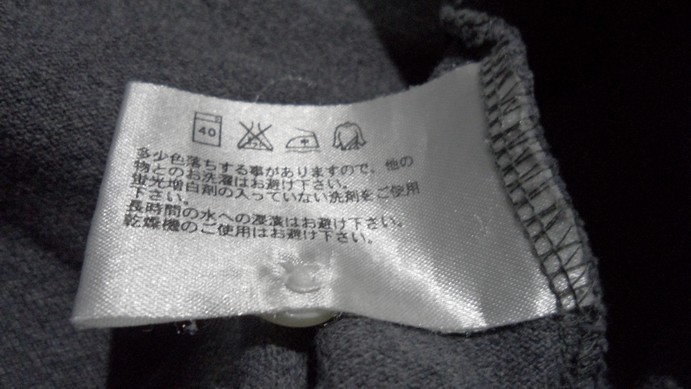 40
多少色落ちする事がありますので、他の
物とのお洗濯はお避け下さい。
蛍光増白剤の入っていない洗剤をご使用
下さい。
長時間の水への浸漬はお避け下さい。
乾燥機のご使用はお避け下さい。